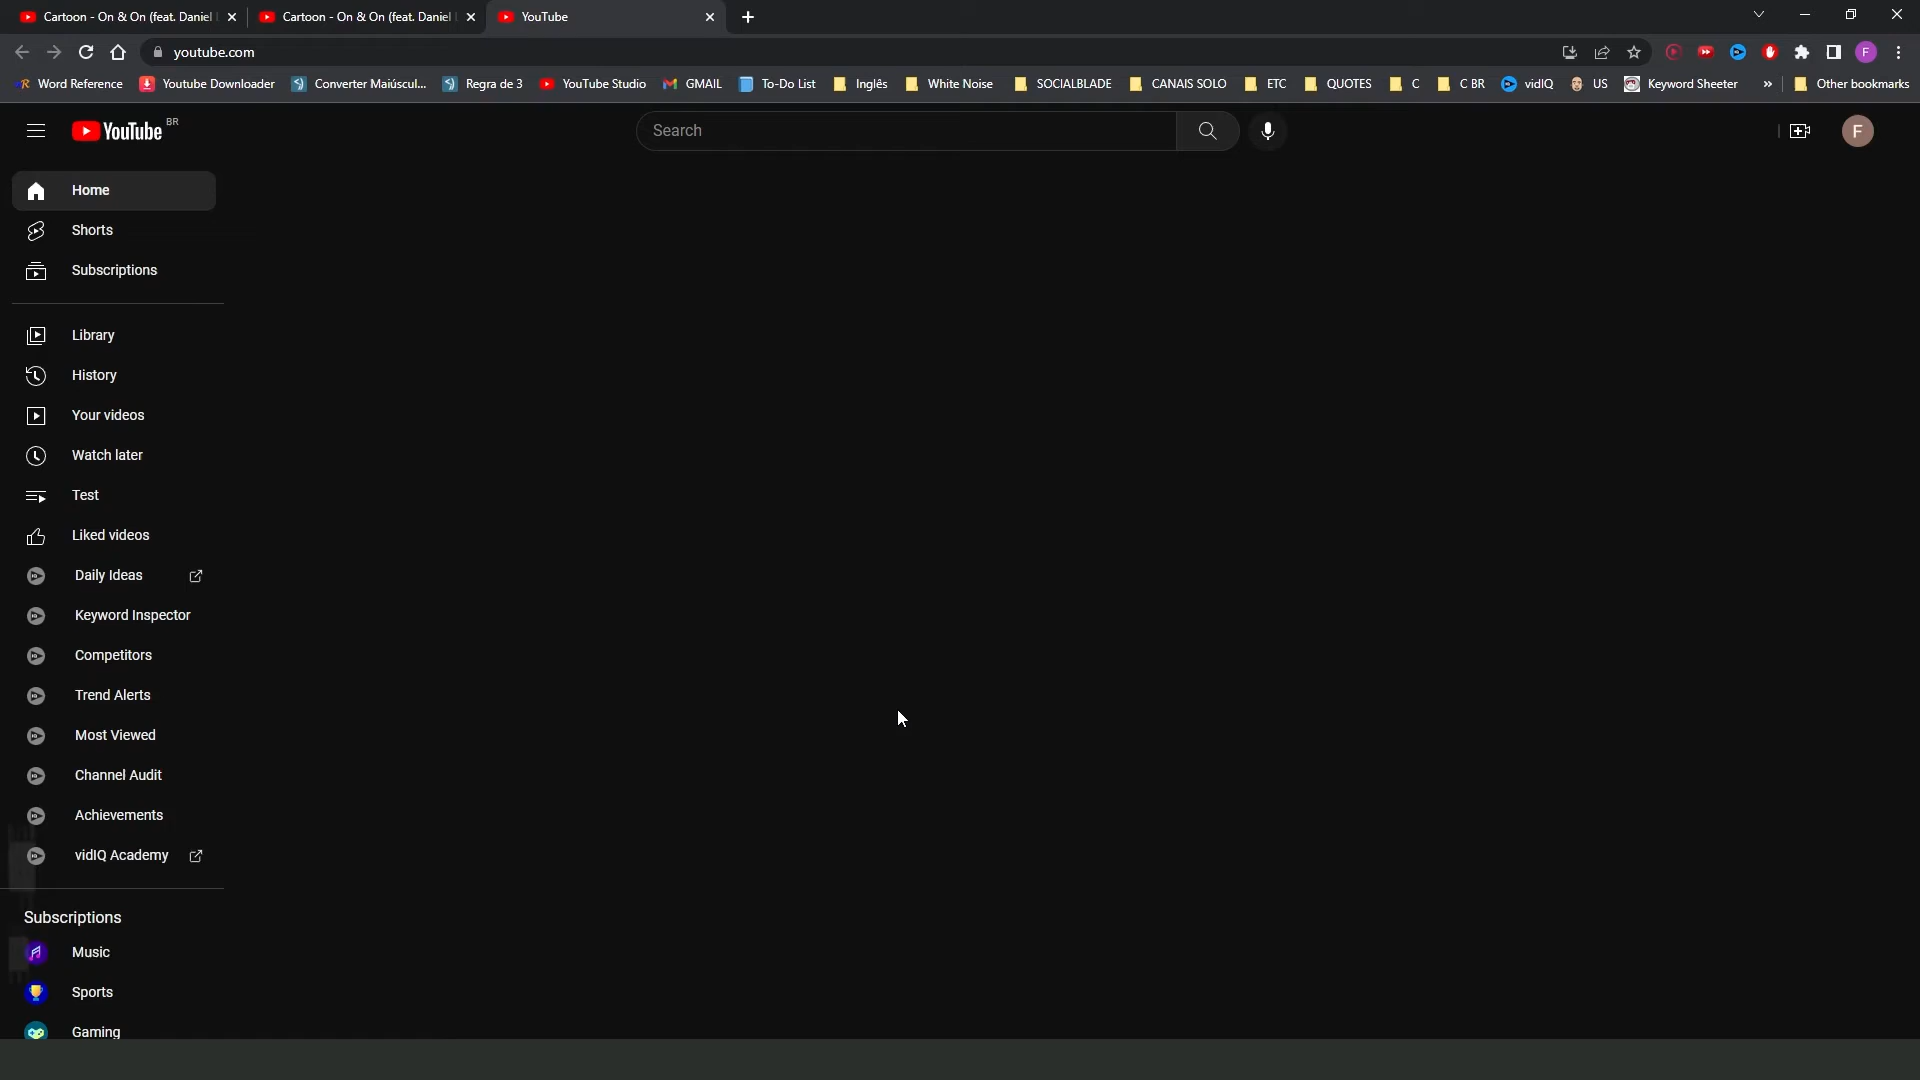 Cartoon - On & On (feat. Daniel
Cartoon - On & On (feat. Daniel
YouTube
youtube.com
Word Reference
Youtube Downloader
Converter Maiúscul...
Regra de 3
YouTube Studio
GMAIL
To-Do List
Inglês
White Noise
SOCIALBLADE
CANAIS SOLO
ETC
QUOTES
C
C BR
vidIQ
US
Keyword Sheeter
»
Other bookmarks
F
YouTube BR
Search
F
Home
Shorts
Subscriptions
Library
History
Your videos
Watch later
Test
Liked videos
Daily Ideas
Keyword Inspector
Competitors
Trend Alerts
Most Viewed
Channel Audit
Achievements
vidIQ Academy
Subscriptions
Music
Sports
Gaming